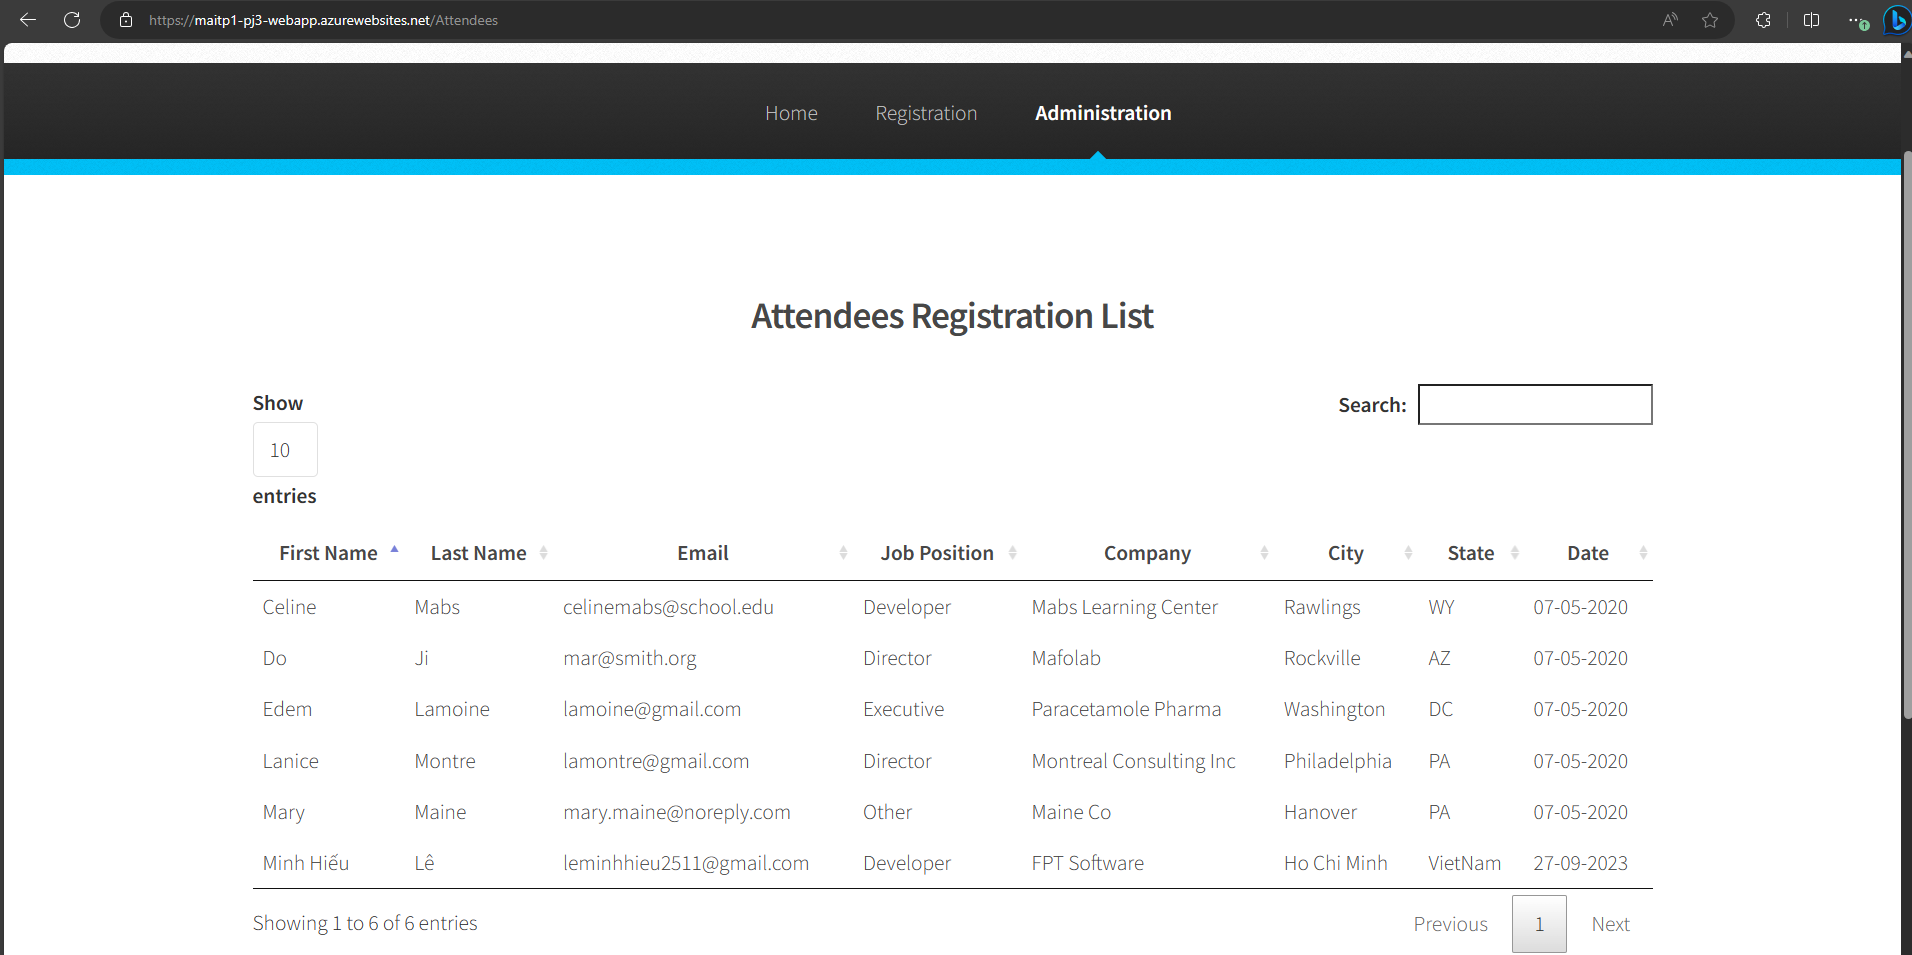 https://maitp1-pj3-webapp.azurewebsites.net/Attendees
Home Registration Administration
Attendees Registration List
Show
Search:
10
entries
First Name Last Name Email Job Position Company City State Date
Celine Mabs celinemabs@school.edu Developer Mabs Learning Center Rawlings WY 07-05-2020
Do Ji mar@smith.org Director Mafolab Rockville AZ 07-05-2020
Edem Lamoine lamoine@gmail.com Executive Paracetamole Pharma Washington DC 07-05-2020
Lanice Montre lamontre@gmail.com Director Montreal Consulting Inc Philadelphia PA 07-05-2020
Mary Maine mary.maine@noreply.com Other Maine Co Hanover PA 07-05-2020
Minh Hiếu Lê leminhhieu2511@gmail.com Developer FPT Software Ho Chi Minh VietNam 27-09-2023
Showing 1 to 6 of 6 entries
Previous 1 Next